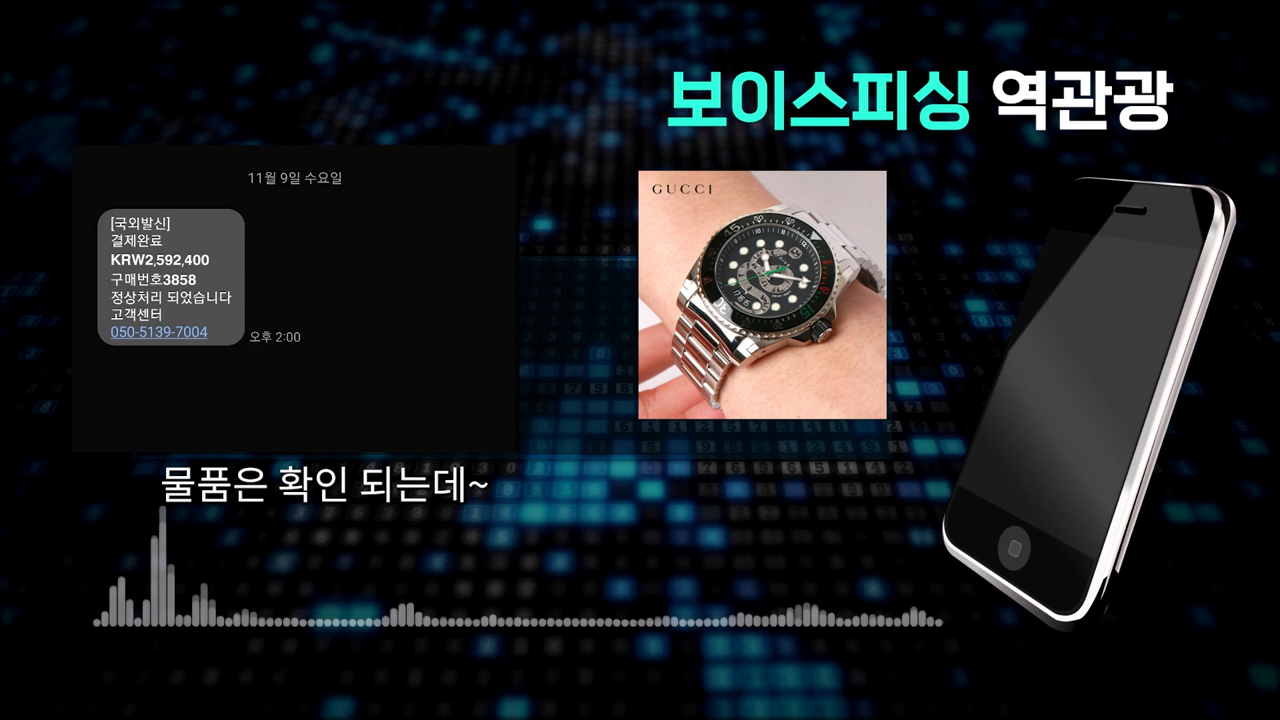 보이스피싱 역관광
11월 9일 수요일
[국외발신]
결제완료
KRW2,592,400
구매번호3858
정상처리 되었습니다
고객센터
050-5139-7004
오후 2:00
GUCCI
물품은 확인 되는데~